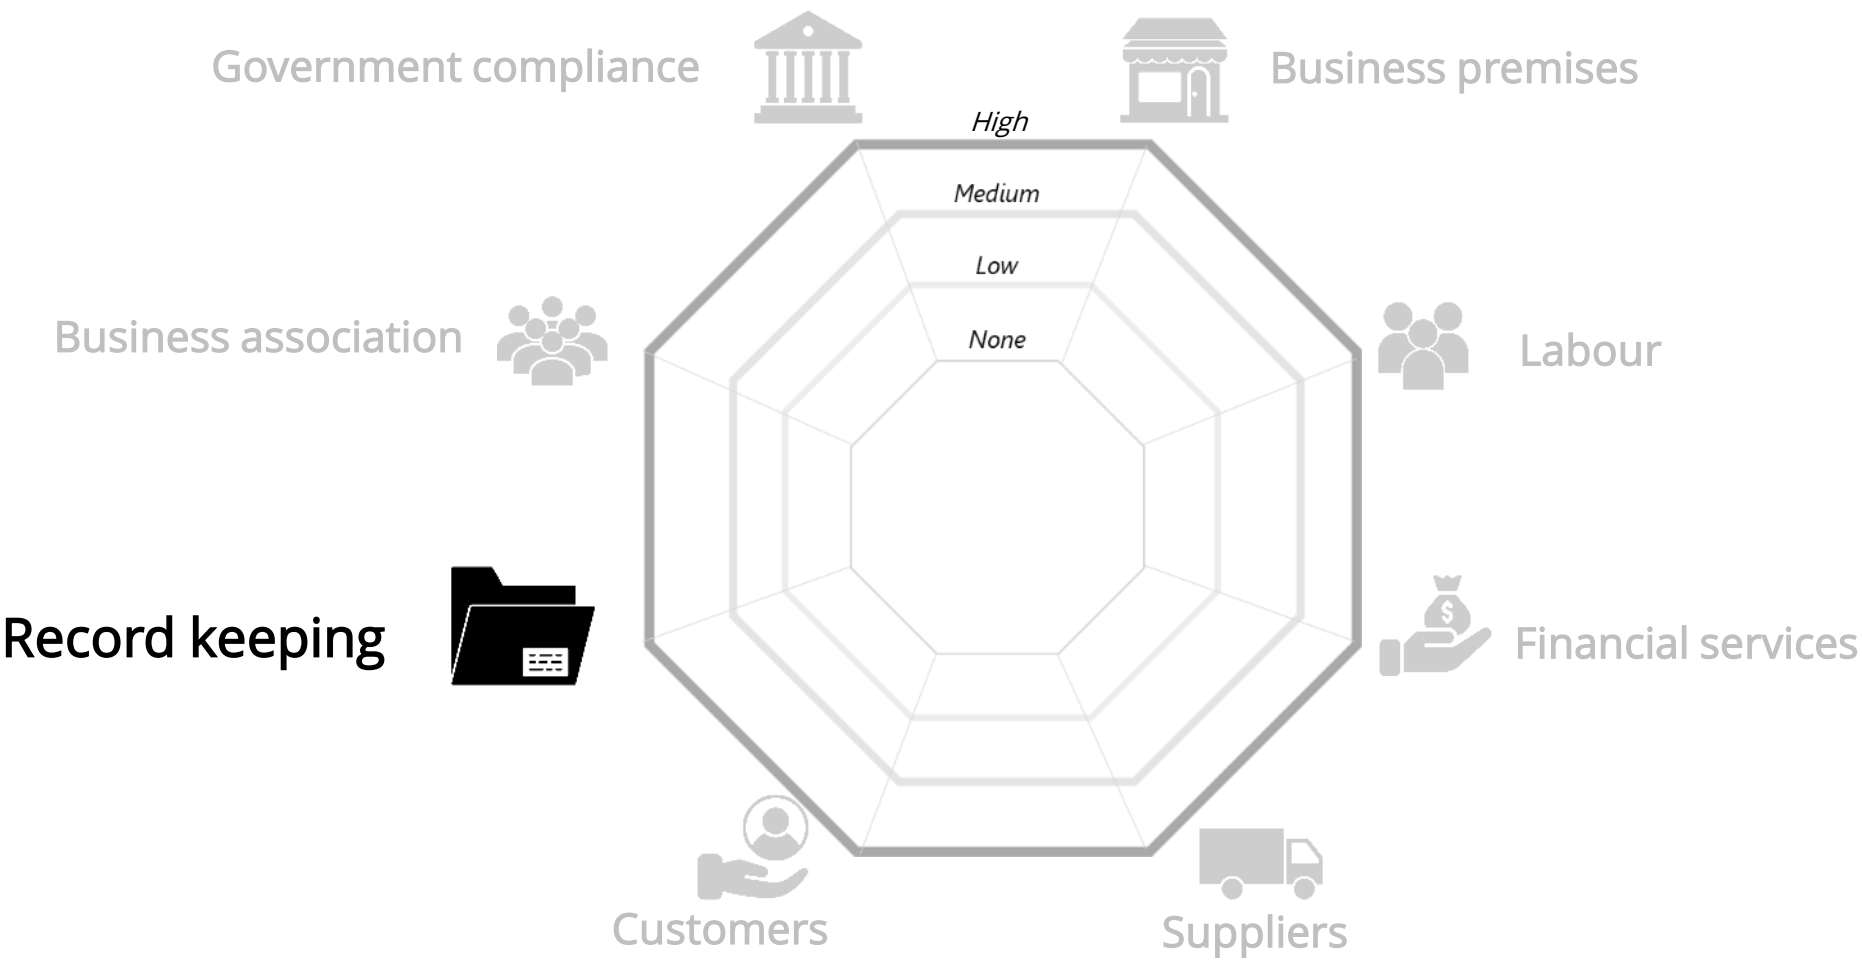 Government compliance
Business premises
High
Medium
Low
None
Business association
Labour
Record keeping
$
Financial services
Customers
Suppliers